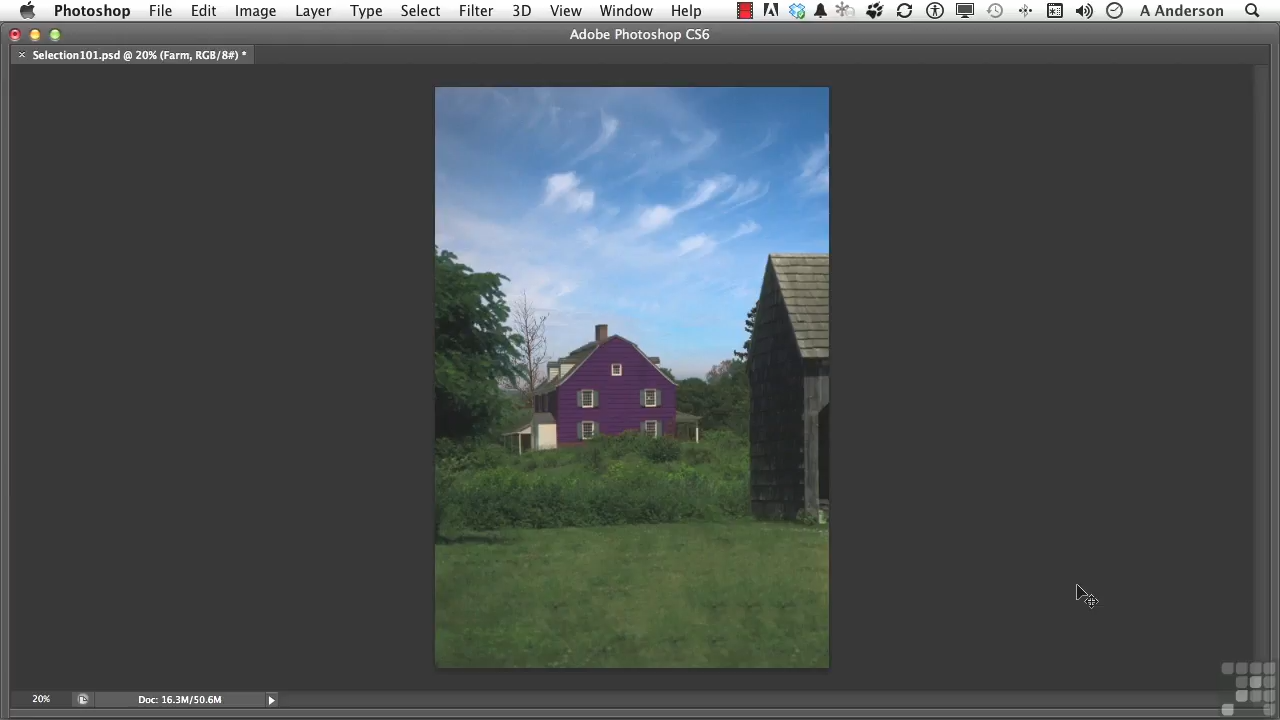 Photoshop File Edit Image Layer Type Select Filter 3D View Window Help A Anderson
Adobe Photoshop CS6
Selection101.psd @ 20% (Farm, RGB/8#) *
20% Doc: 16.3M/50.6M